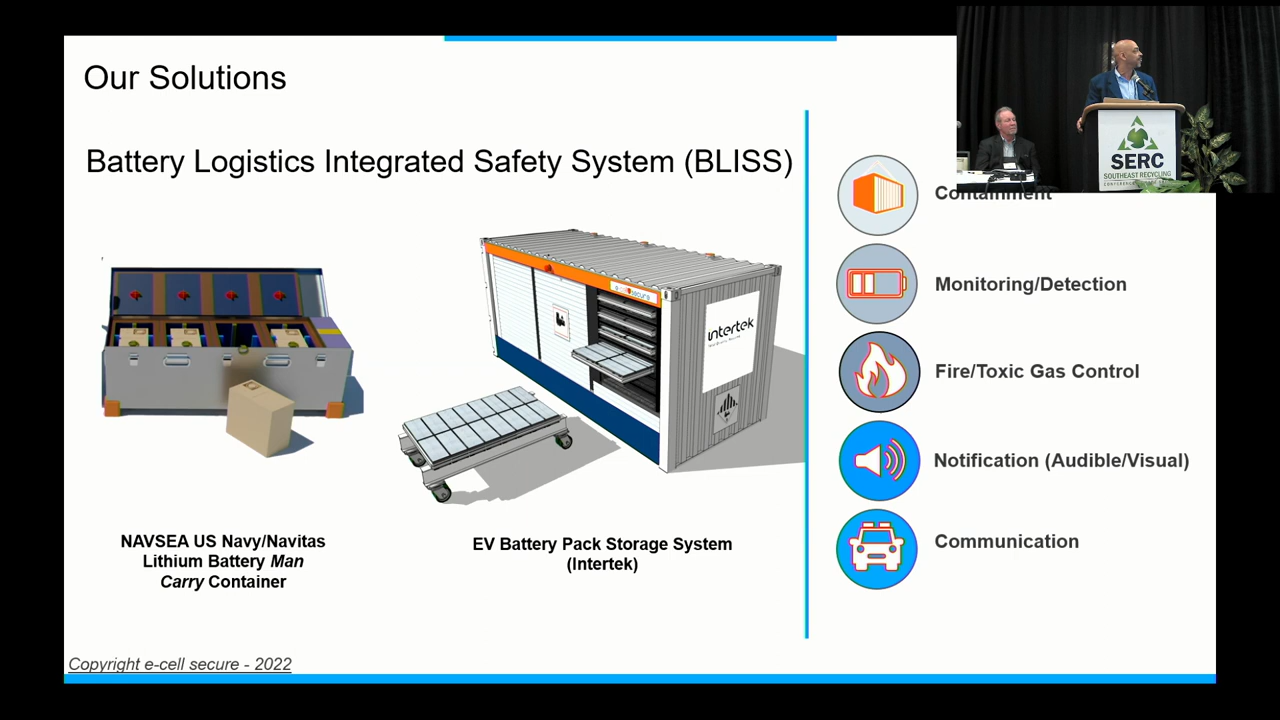 Our Solutions
Battery Logistics Integrated Safety System (BLISS)
SERC
SOUTHEAST RECYCLING
Containment
Monitoring/Detection
Fire/Toxic Gas Control
Notification (Audible/Visual)
Communication
intertek
NAVSEA US Navy/Navitas
Lithium Battery Man
Carry Container
EV Battery Pack Storage System
(Intertek)
Copyright e-cell secure - 2022